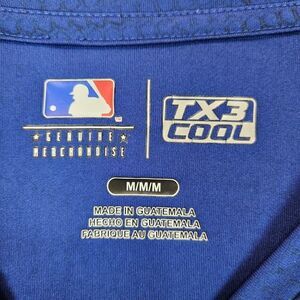 TX3
COOL
GENUINE
MERCHANDISE
M/M/M
MADE IN GUATEMALA
HECHO EN GUATEMALA
FABRIQUE AU GUATEMALA